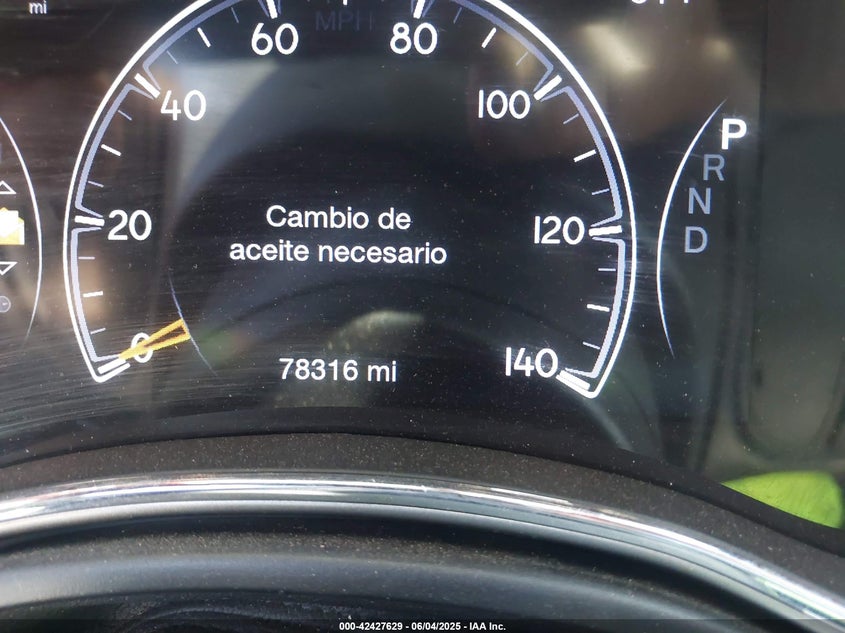 mi
MPH
60
80
40
100
20
120
0
140
P
R
N
D
Cambio de
aceite necesario
78316 mi
000-42427629 - 06/04/2025 - IAA Inc.